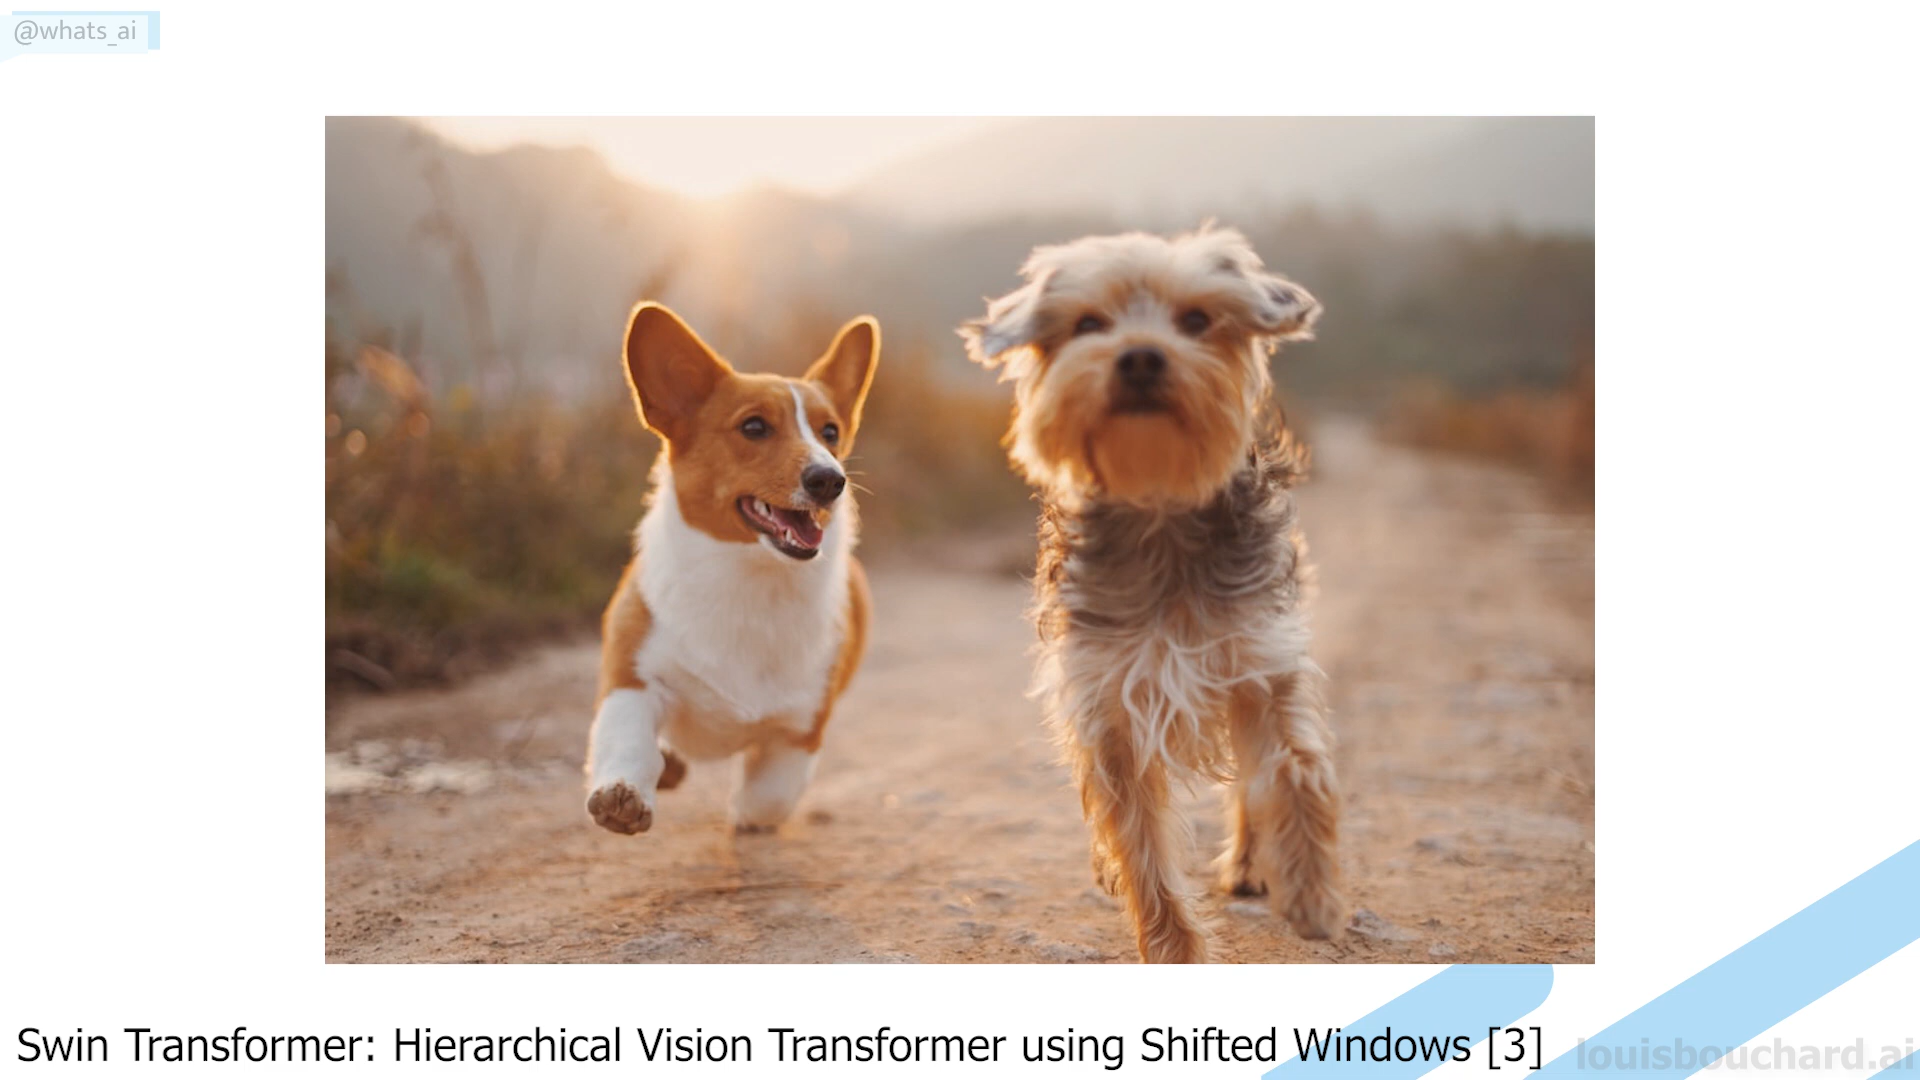 @whats_ai
Swin Transformer: Hierarchical Vision Transformer using Shifted Windows [3]
louisbouchard.ai